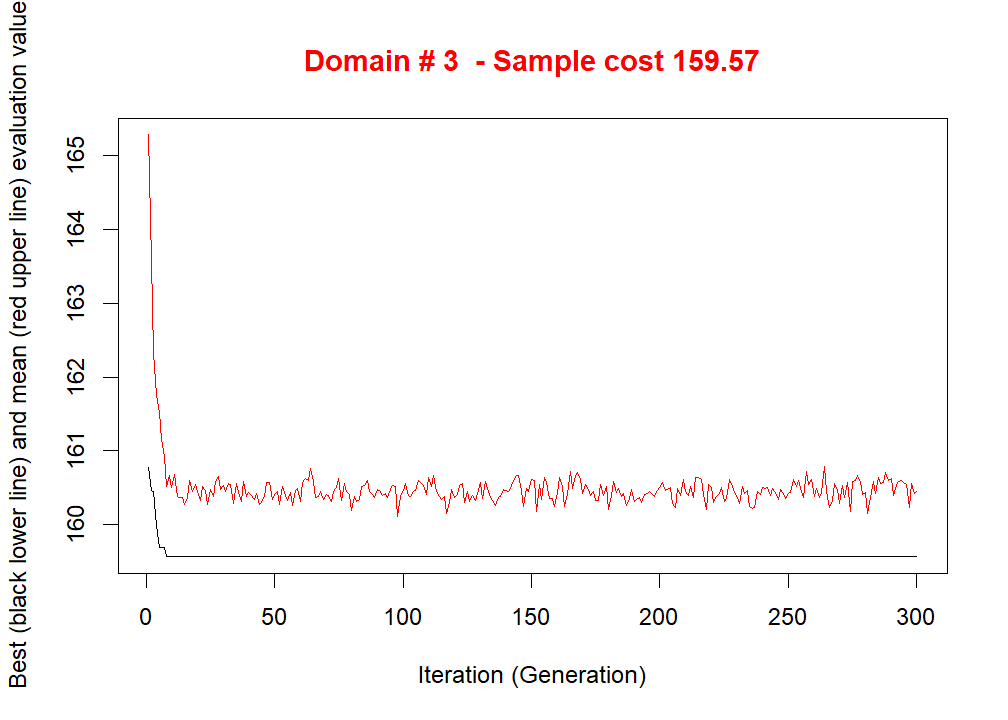 Domain # 3  - Sample cost 159.57
Best (black lower line) and mean (red upper line) evaluation value
165
164
163
162
161
160
0 50 100 150 200 250 300
Iteration (Generation)